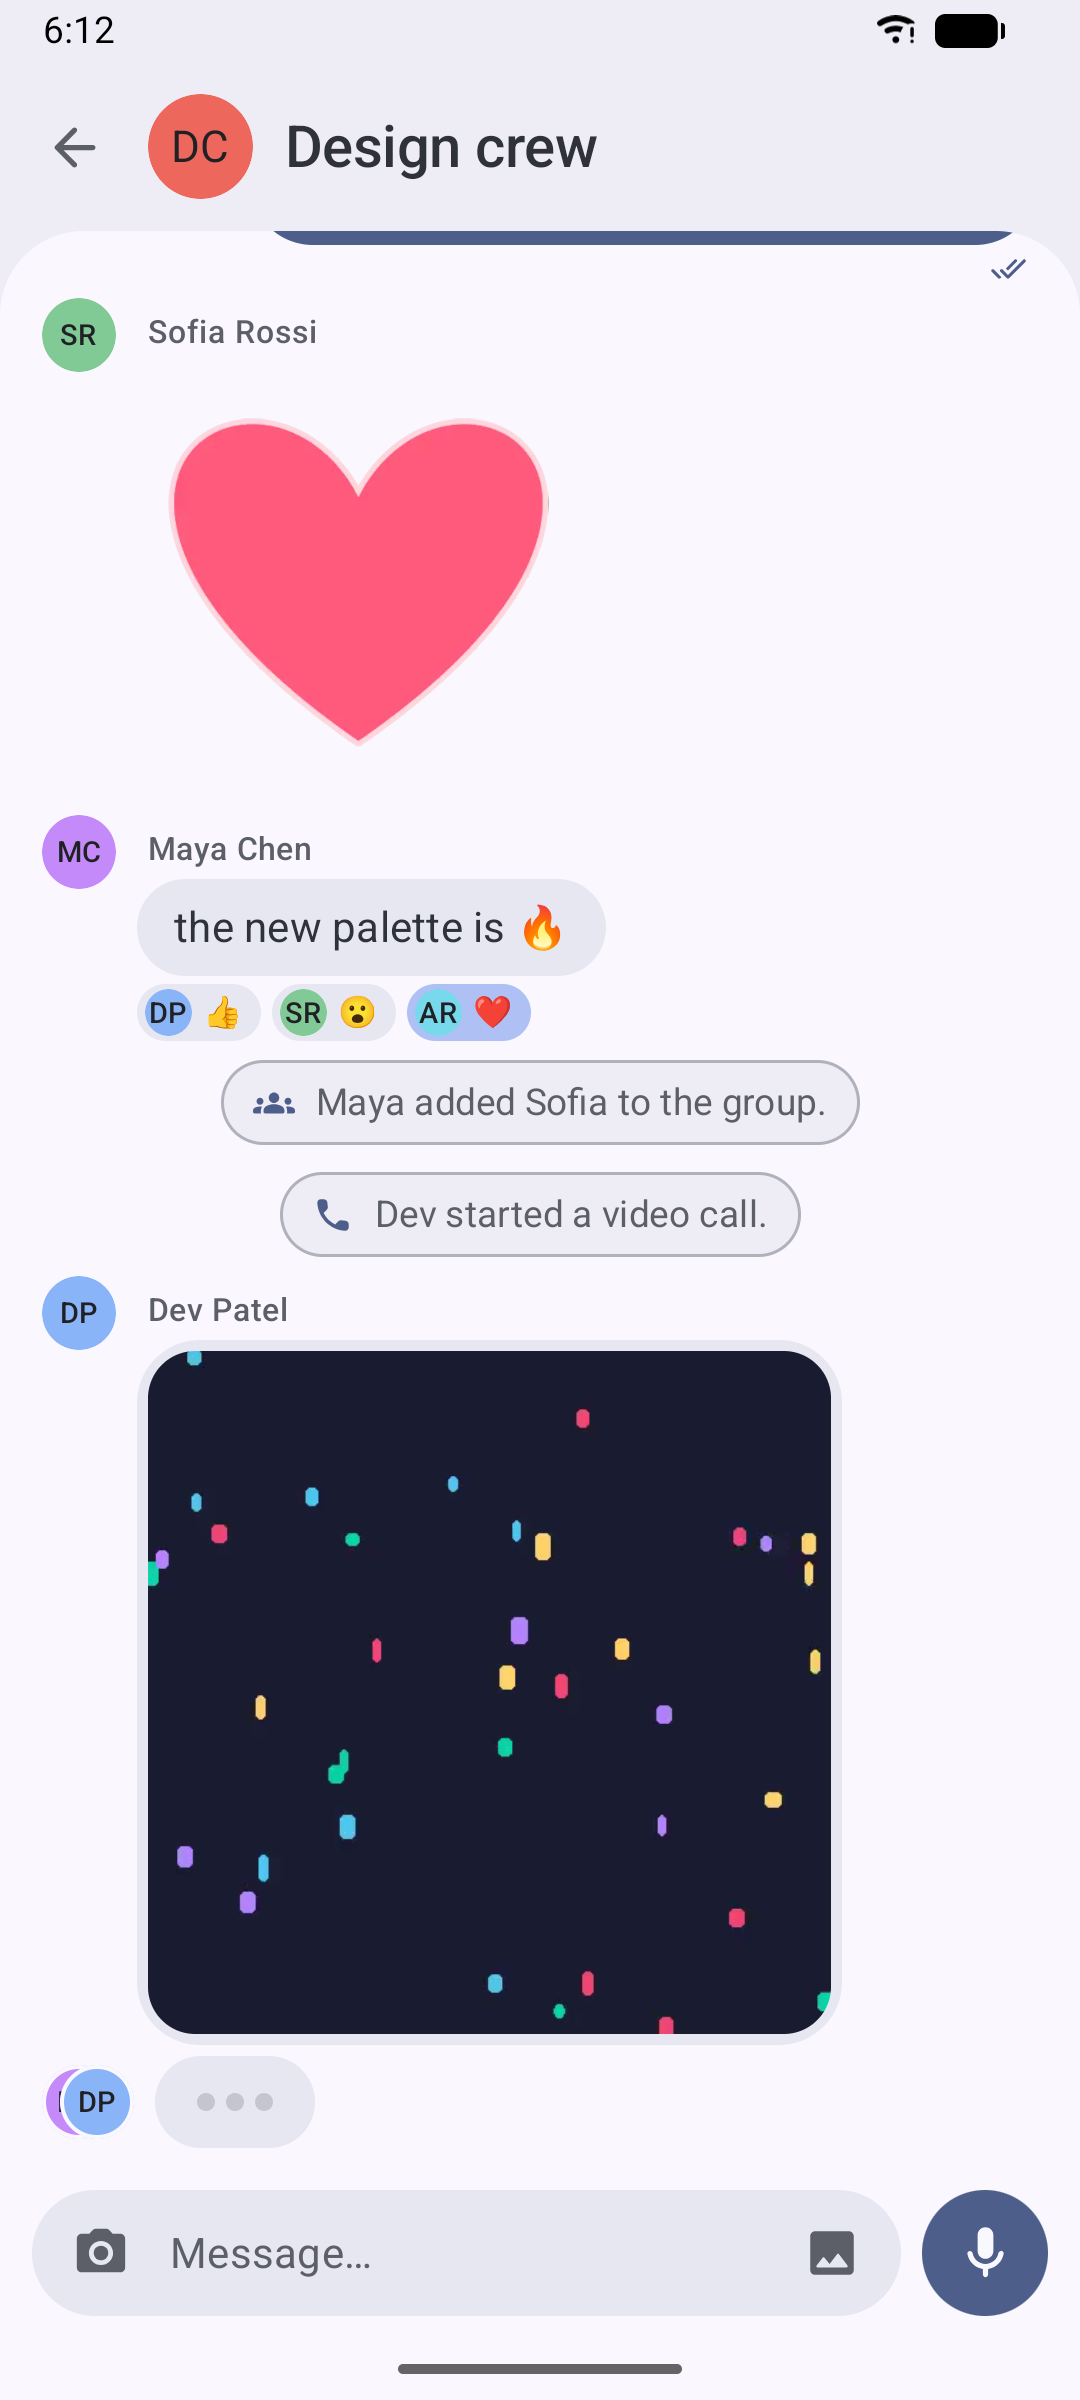 6:12
DC Design crew
SR Sofia Rossi
MC Maya Chen
the new palette is 🔥
DP 👍 SR 😮 AR ❤️
Maya added Sofia to the group.
Dev started a video call.
DP Dev Patel
DP
Message…